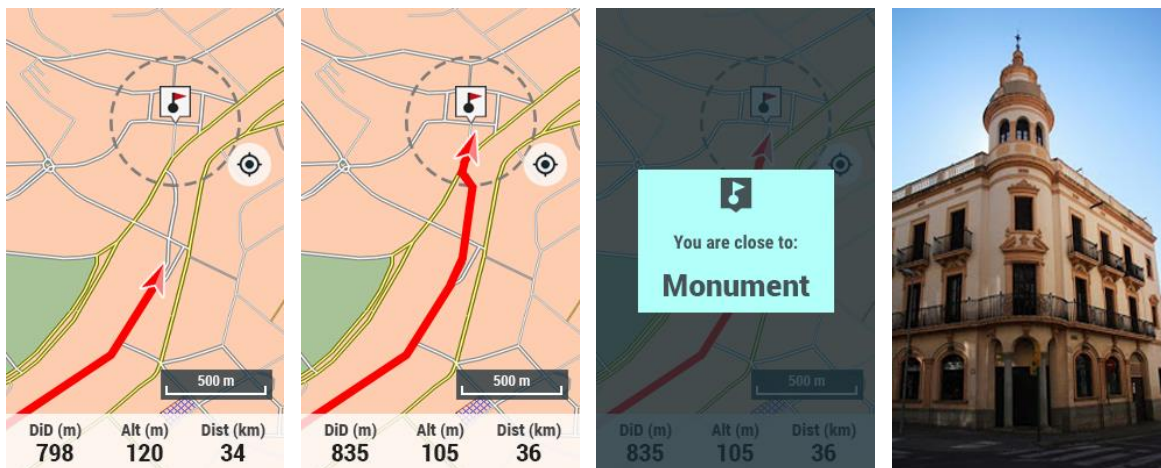 500 m
DiD (m) Alt (m) Dist (km)
798 120 34
500 m
DiD (m) Alt (m) Dist (km)
835 105 36
You are close to:
Monument
500 m
DiD (m) Alt (m) Dist (km)
835 105 36